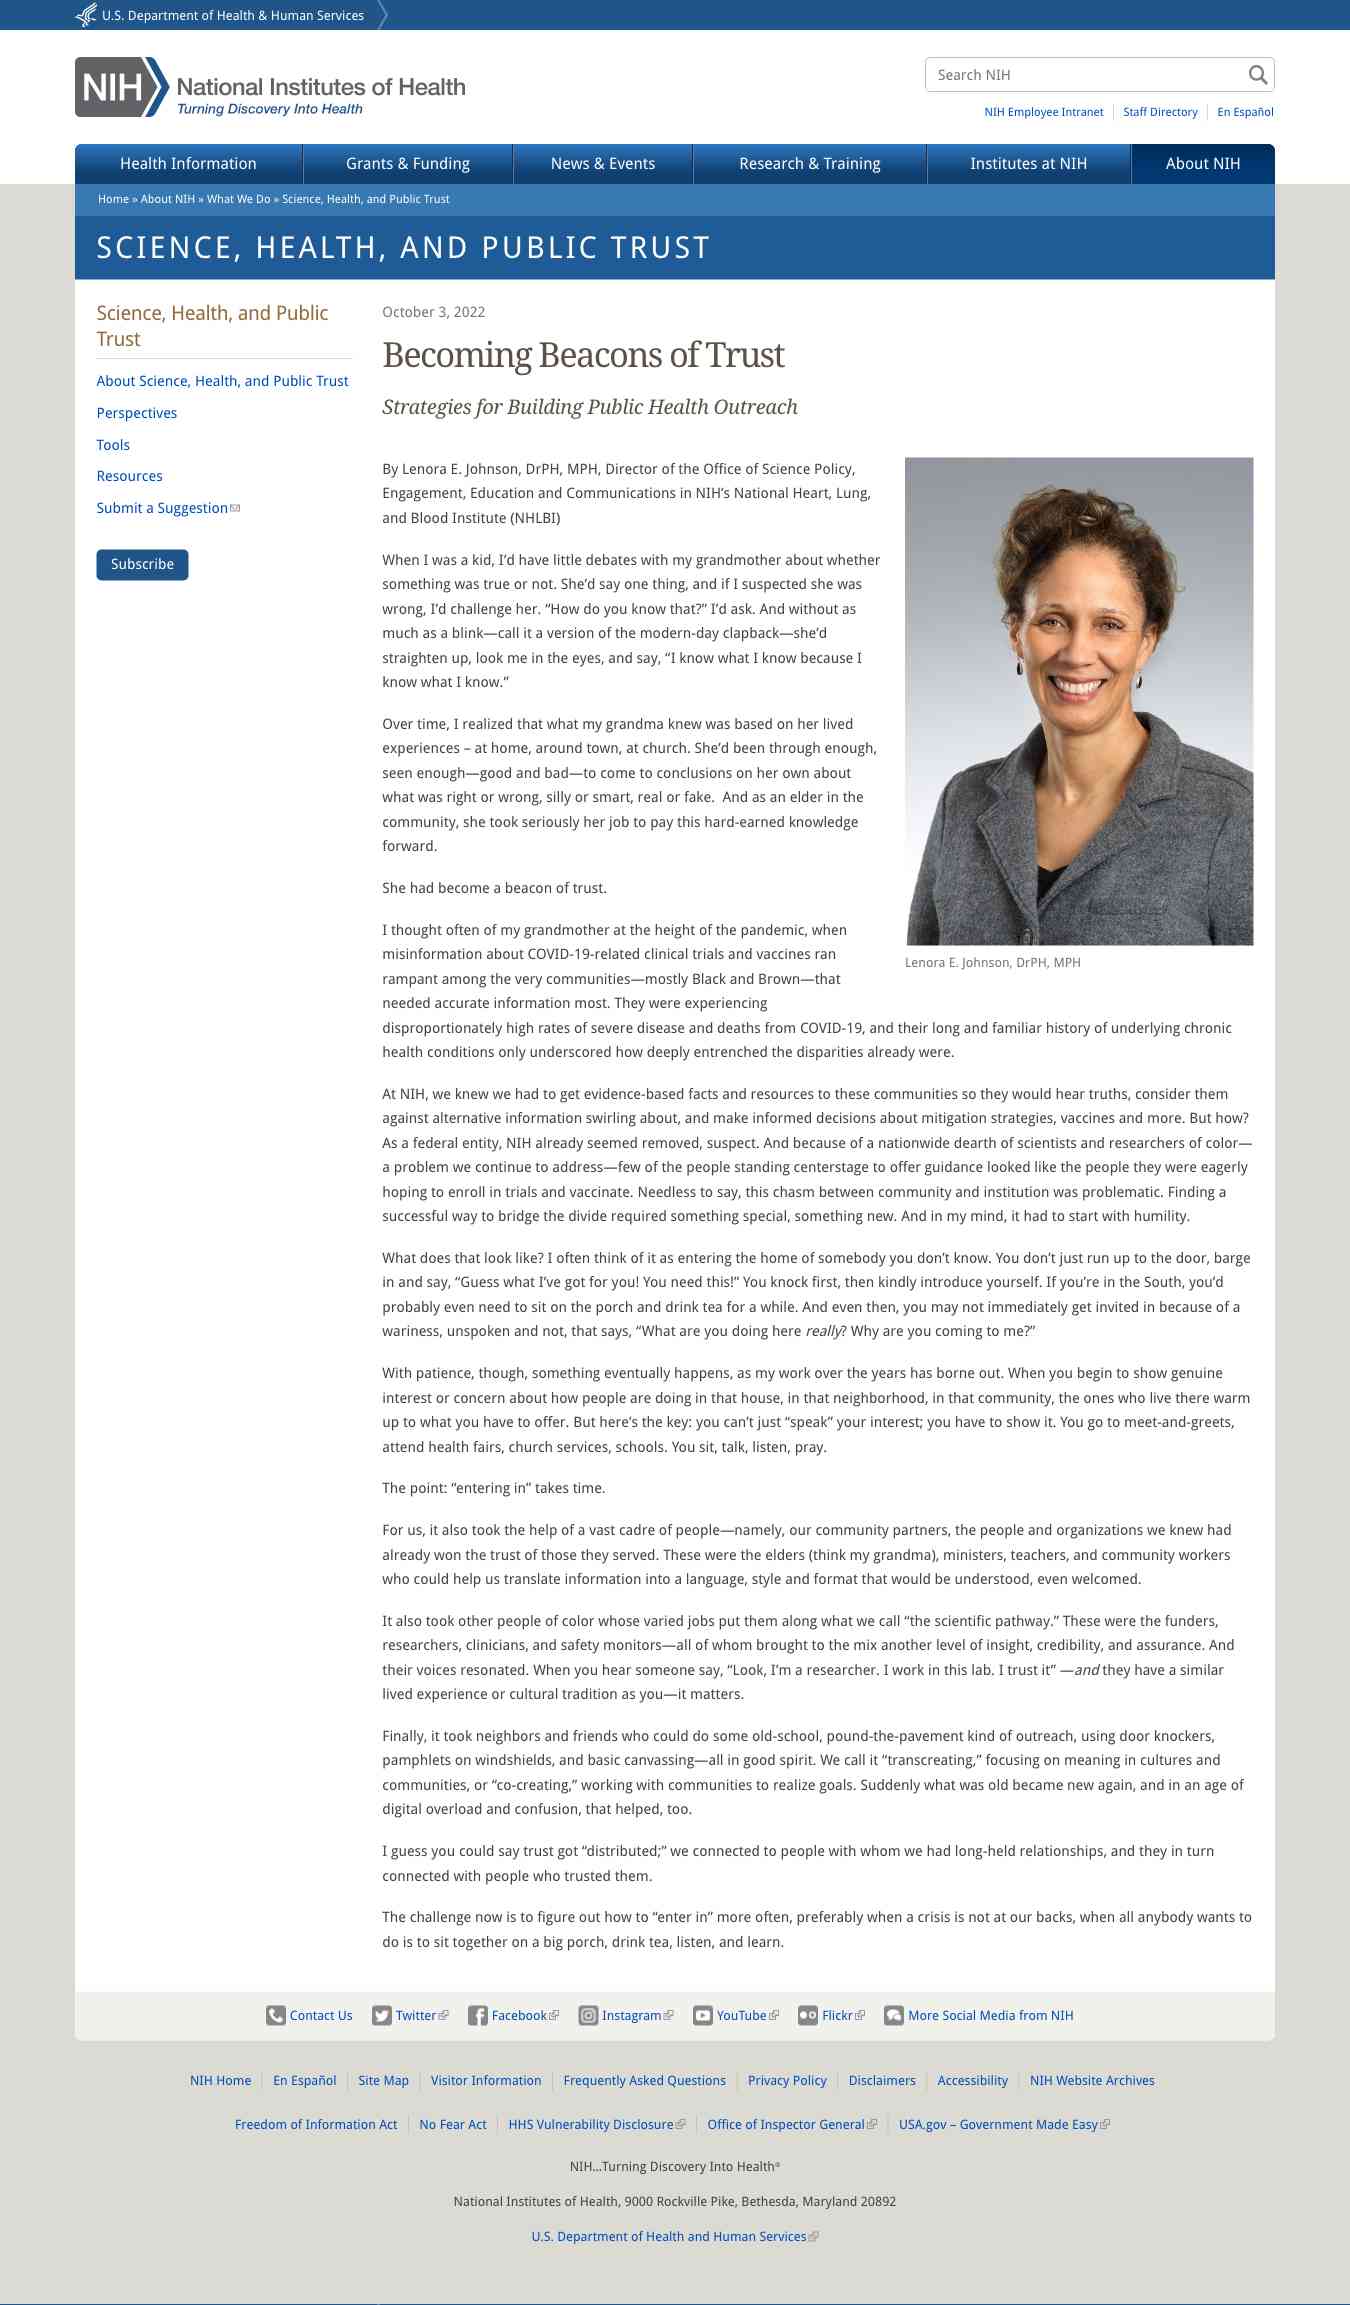 U.S. Department of Health & Human Services
NIH
National Institutes of Health
Turning Discovery Into Health
Search NIH
NIH Employee Intranet
Staff Directory
En Español
Health Information
Grants & Funding
News & Events
Research & Training
Institutes at NIH
About NIH
Home » About NIH » What We Do » Science, Health, and Public Trust
SCIENCE, HEALTH, AND PUBLIC TRUST
Science, Health, and Public
Trust
About Science, Health, and Public Trust
Perspectives
Tools
Resources
Submit a Suggestion
Subscribe
October 3, 2022
Becoming Beacons of Trust
Strategies for Building Public Health Outreach
By Lenora E. Johnson, DrPH, MPH, Director of the Office of Science Policy,
Engagement, Education and Communications in NIH’s National Heart, Lung,
and Blood Institute (NHLBI)
When I was a kid, I’d have little debates with my grandmother about whether
something was true or not. She’d say one thing, and if I suspected she was
wrong, I’d challenge her. “How do you know that?” I’d ask. And without as
much as a blink—call it a version of the modern-day clapback—she’d
straighten up, look me in the eyes, and say, “I know what I know because I
know what I know.”
Over time, I realized that what my grandma knew was based on her lived
experiences – at home, around town, at church. She’d been through enough,
seen enough—good and bad—to come to conclusions on her own about
what was right or wrong, silly or smart, real or fake.  And as an elder in the
community, she took seriously her job to pay this hard-earned knowledge
forward.
She had become a beacon of trust.
Lenora E. Johnson, DrPH, MPH
I thought often of my grandmother at the height of the pandemic, when
misinformation about COVID-19-related clinical trials and vaccines ran
rampant among the very communities—mostly Black and Brown—that
needed accurate information most. They were experiencing
disproportionately high rates of severe disease and deaths from COVID-19, and their long and familiar history of underlying chronic
health conditions only underscored how deeply entrenched the disparities already were.
At NIH, we knew we had to get evidence-based facts and resources to these communities so they would hear truths, consider them
against alternative information swirling about, and make informed decisions about mitigation strategies, vaccines and more. But how?
As a federal entity, NIH already seemed removed, suspect. And because of a nationwide dearth of scientists and researchers of color—
a problem we continue to address—few of the people standing centerstage to offer guidance looked like the people they were eagerly
hoping to enroll in trials and vaccinate. Needless to say, this chasm between community and institution was problematic. Finding a
successful way to bridge the divide required something special, something new. And in my mind, it had to start with humility.
What does that look like? I often think of it as entering the home of somebody you don’t know. You don’t just run up to the door, barge
in and say, “Guess what I’ve got for you! You need this!” You knock first, then kindly introduce yourself. If you’re in the South, you’d
probably even need to sit on the porch and drink tea for a while. And even then, you may not immediately get invited in because of a
wariness, unspoken and not, that says, “What are you doing here really? Why are you coming to me?”
With patience, though, something eventually happens, as my work over the years has borne out. When you begin to show genuine
interest or concern about how people are doing in that house, in that neighborhood, in that community, the ones who live there warm
up to what you have to offer. But here’s the key: you can’t just “speak” your interest; you have to show it. You go to meet-and-greets,
attend health fairs, church services, schools. You sit, talk, listen, pray.
The point: “entering in” takes time.
For us, it also took the help of a vast cadre of people—namely, our community partners, the people and organizations we knew had
already won the trust of those they served. These were the elders (think my grandma), ministers, teachers, and community workers
who could help us translate information into a language, style and format that would be understood, even welcomed.
It also took other people of color whose varied jobs put them along what we call “the scientific pathway.” These were the funders,
researchers, clinicians, and safety monitors—all of whom brought to the mix another level of insight, credibility, and assurance. And
their voices resonated. When you hear someone say, “Look, I’m a researcher. I work in this lab. I trust it” —and they have a similar
lived experience or cultural tradition as you—it matters.
Finally, it took neighbors and friends who could do some old-school, pound-the-pavement kind of outreach, using door knockers,
pamphlets on windshields, and basic canvassing—all in good spirit. We call it “transcreating,” focusing on meaning in cultures and
communities, or “co-creating,” working with communities to realize goals. Suddenly what was old became new again, and in an age of
digital overload and confusion, that helped, too.
I guess you could say trust got “distributed;” we connected to people with whom we had long-held relationships, and they in turn
connected with people who trusted them.
The challenge now is to figure out how to “enter in” more often, preferably when a crisis is not at our backs, when all anybody wants to
do is to sit together on a big porch, drink tea, listen, and learn.
Contact Us
Twitter
Facebook
Instagram
YouTube
Flickr
More Social Media from NIH
NIH Home
En Español
Site Map
Visitor Information
Frequently Asked Questions
Privacy Policy
Disclaimers
Accessibility
NIH Website Archives
Freedom of Information Act
No Fear Act
HHS Vulnerability Disclosure
Office of Inspector General
USA.gov – Government Made Easy
NIH…Turning Discovery Into Health®
National Institutes of Health, 9000 Rockville Pike, Bethesda, Maryland 20892
U.S. Department of Health and Human Services